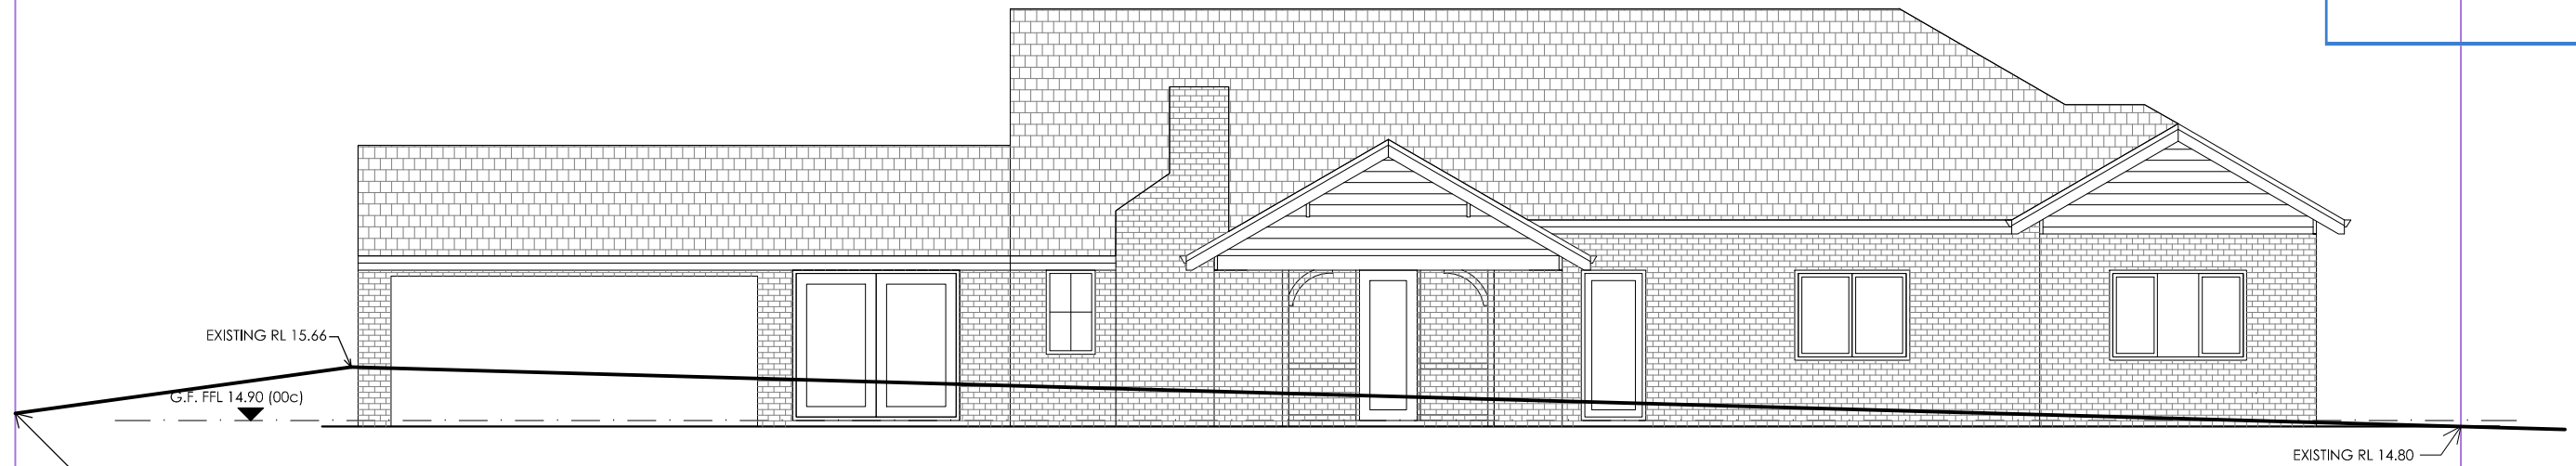 EXISTING RL 15.66
G.F. FFL 14.90 (00c)
EXISTING RL 14.80